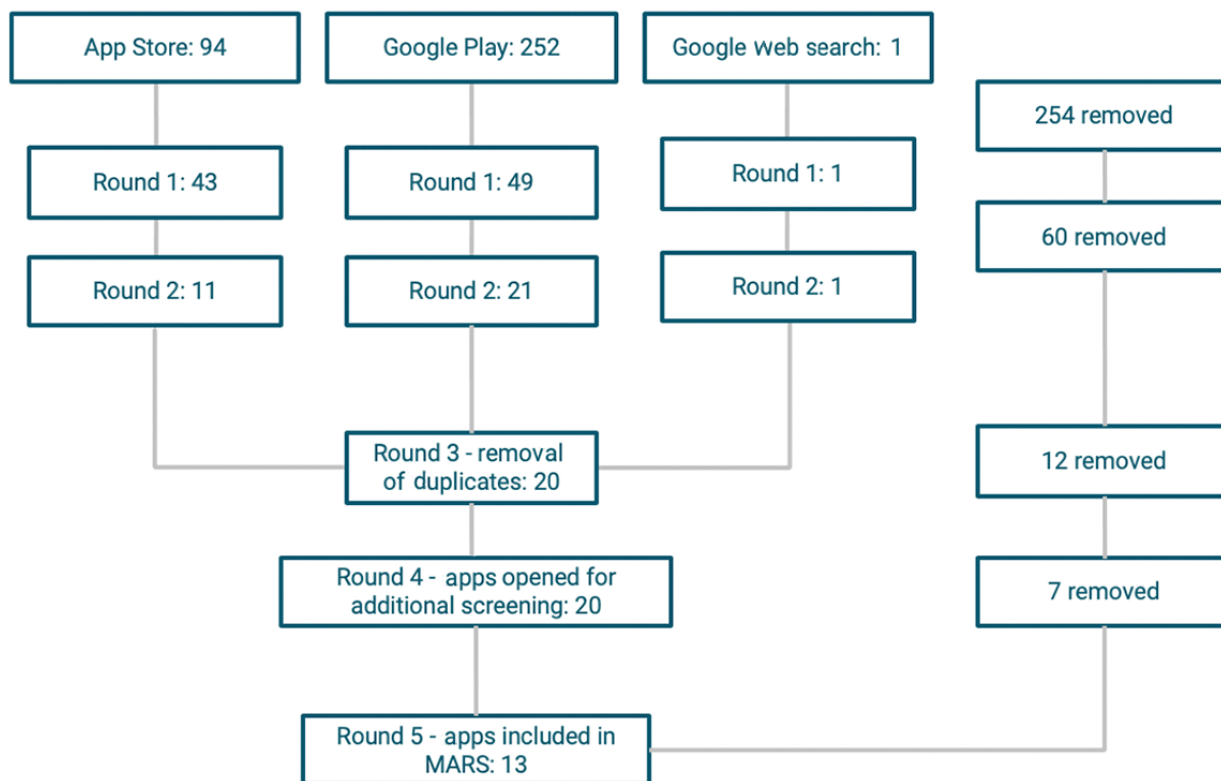 App Store: 94
Google Play: 252
Google web search: 1
254 removed
Round 1: 43
Round 1: 49
Round 1: 1
60 removed
Round 2: 11
Round 2: 21
Round 2: 1
Round 3 - removal
of duplicates: 20
12 removed
Round 4 - apps opened for
additional screening: 20
7 removed
Round 5 - apps included in
MARS: 13